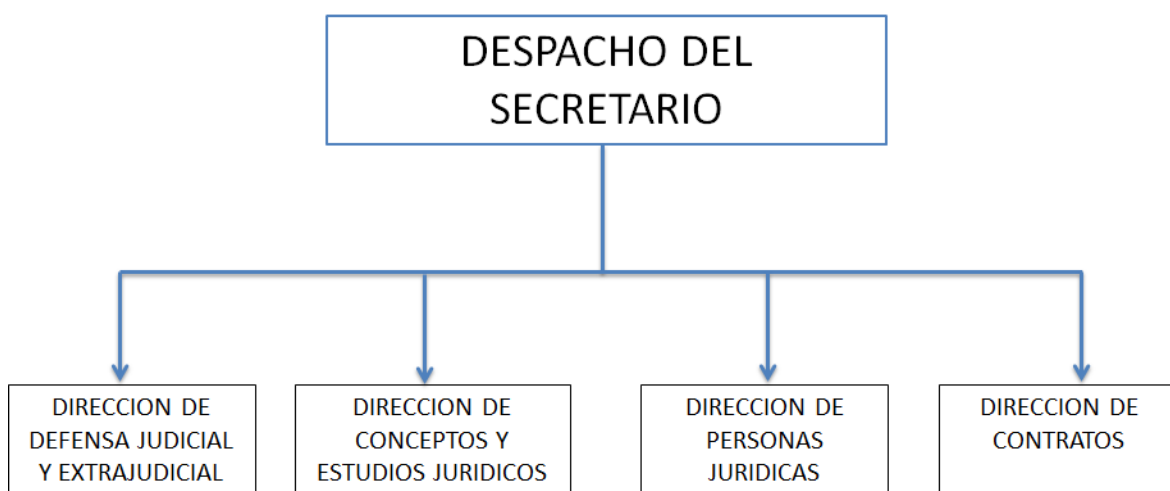 DESPACHO DEL
SECRETARIO
DIRECCION DE
DEFENSA JUDICIAL
Y EXTRAJUDICIAL
DIRECCION DE
CONCEPTOS Y
ESTUDIOS JURIDICOS
DIRECCION DE
PERSONAS
JURIDICAS
DIRECCION DE
CONTRATOS